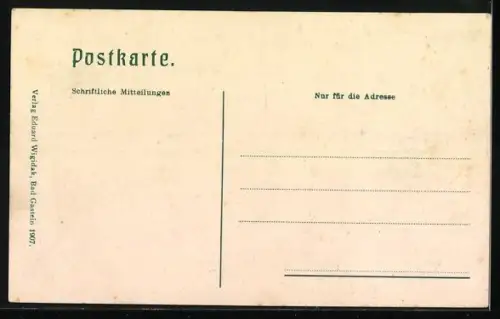 Postkarte.
Schriftliche Mitteilungen
Nur für die Adresse
Verlag Eduard Wigidak, Bad Gastein 1907.